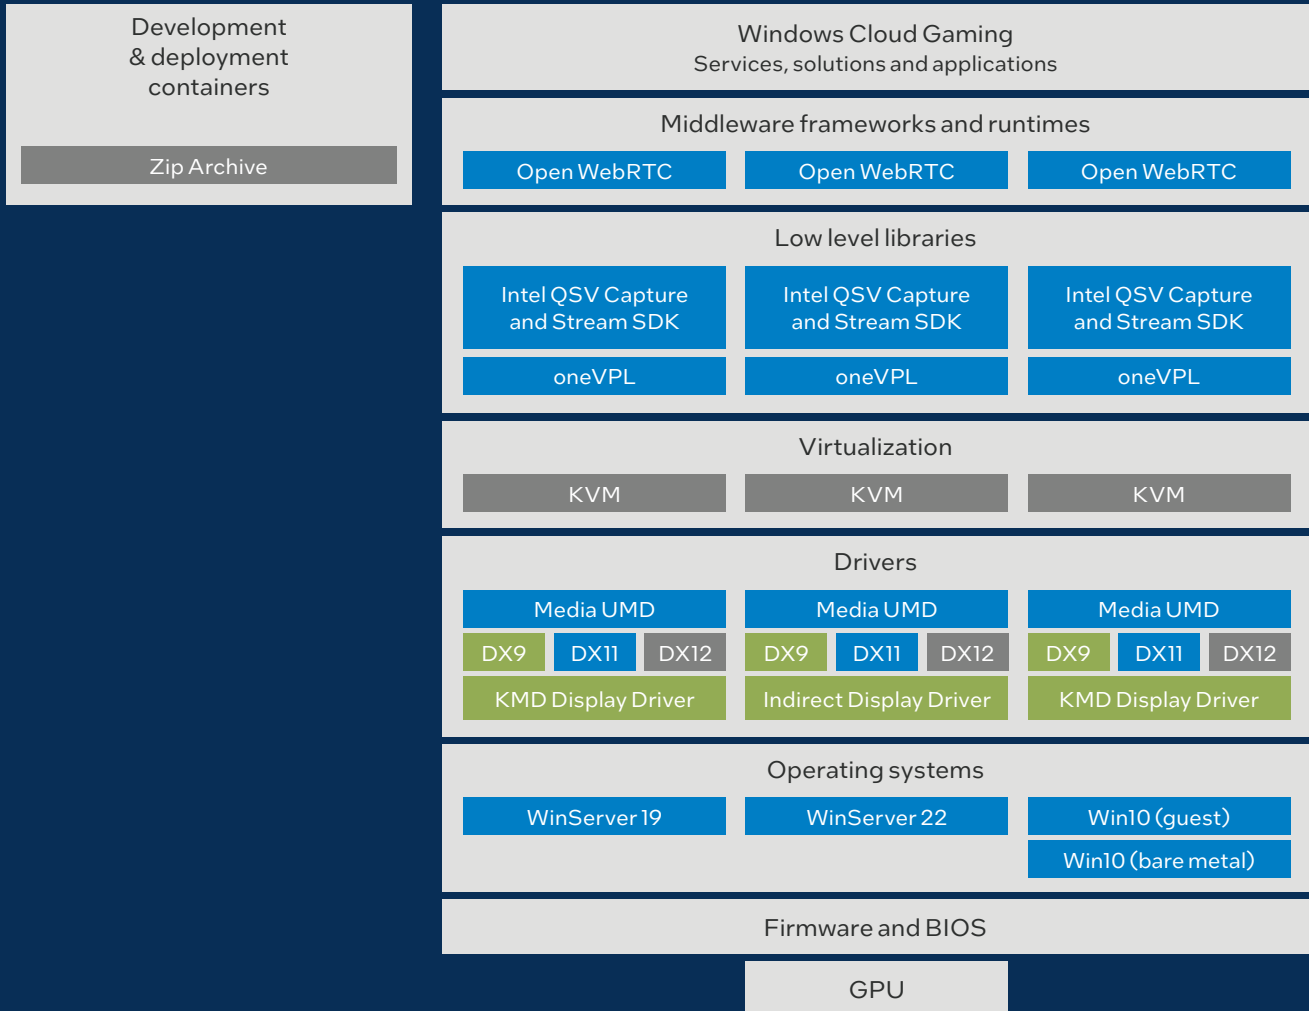 Development
& deployment
containers
Zip Archive
Windows Cloud Gaming
Services, solutions and applications
Middleware frameworks and runtimes
Open WebRTC
Open WebRTC
Open WebRTC
Low level libraries
Intel QSV Capture
and Stream SDK
Intel QSV Capture
and Stream SDK
Intel QSV Capture
and Stream SDK
oneVPL
oneVPL
oneVPL
Virtualization
KVM
KVM
KVM
Drivers
Media UMD
Media UMD
Media UMD
DX9
DX11
DX12
DX9
DX11
DX12
DX9
DX11
DX12
KMD Display Driver
Indirect Display Driver
KMD Display Driver
Operating systems
WinServer 19
WinServer 22
Win10 (guest)
Win10 (bare metal)
Firmware and BIOS
GPU